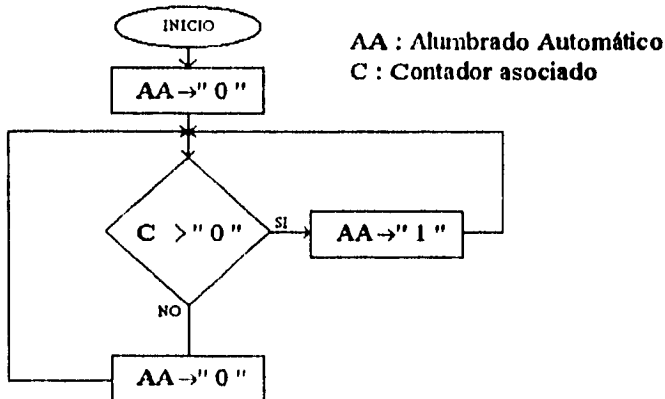 INICIO
AA : Alumbrado Automático
C : Contador asociado
AA→" 0 "
C >" 0 "
SI
AA→" 1 "
NO
AA→" 0 "